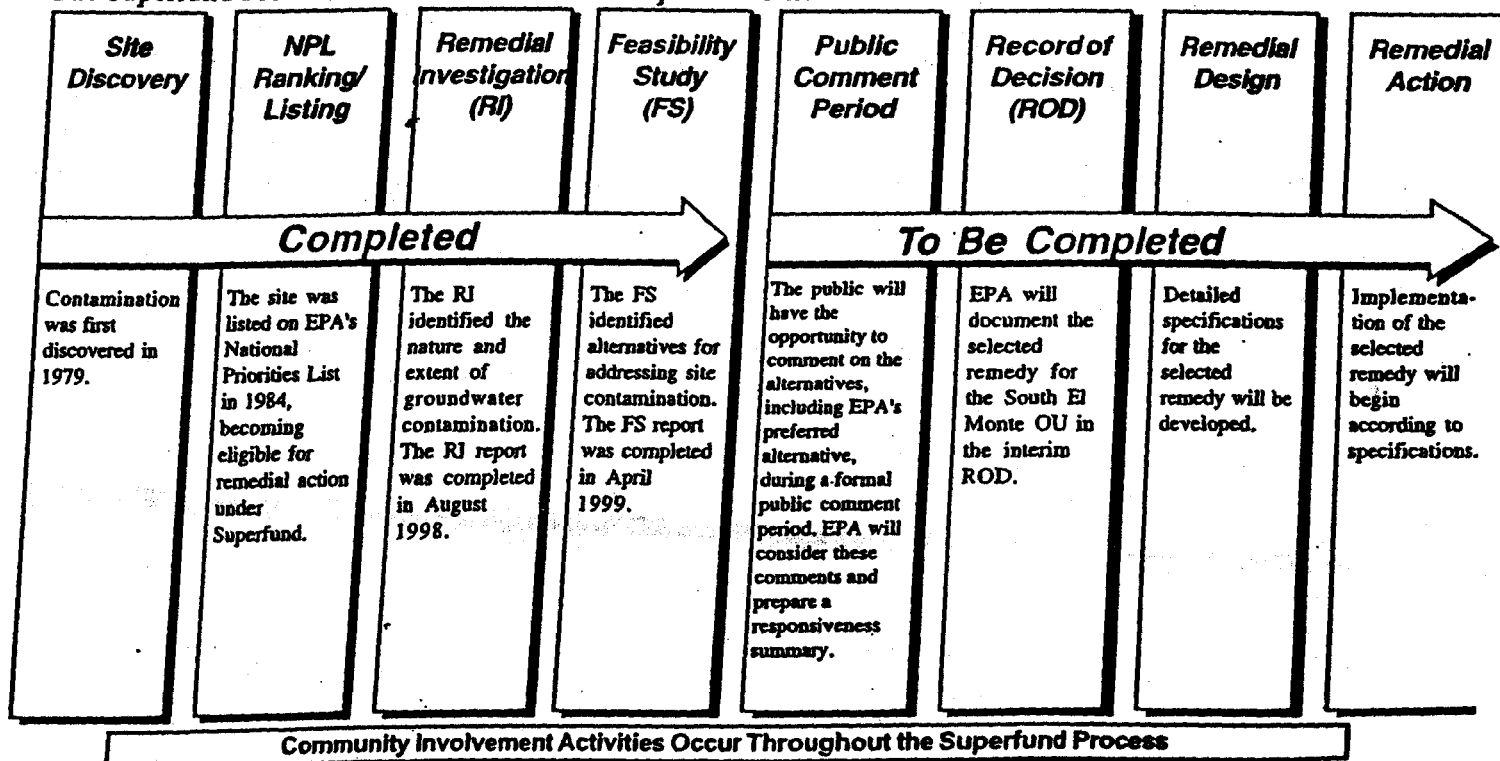 Site
Discovery
NPL
Ranking/
Listing
Remedial
Investigation
(RI)
Feasibility
Study
(FS)
Public
Comment
Period
Record of
Decision
(ROD)
Remedial
Design
Remedial
Action
Completed
To Be Completed
Contamination
was first
discovered in
1979.
The site was
listed on EPA's
National
Priorities List
in 1984,
becoming
eligible for
remedial action
under
Superfund.
The RI
identified the
nature and
extent of
groundwater
contamination.
The RI report
was completed
in August
1998.
The FS
identified
alternatives for
addressing site
contamination.
The FS report
was completed
in April
1999.
The public will
have the
opportunity to
comment on the
alternatives,
including EPA's
preferred
alternative,
during a formal
public comment
period. EPA will
consider these
comments and
prepare a
responsiveness
summary.
EPA will
document the
selected
remedy for
the South El
Monte OU in
the interim
ROD.
Detailed
specifications
for the
selected
remedy will be
developed.
Implementa-
tion of the
selected
remedy will
begin
according to
specifications.
Community Involvement Activities Occur Throughout the Superfund Process